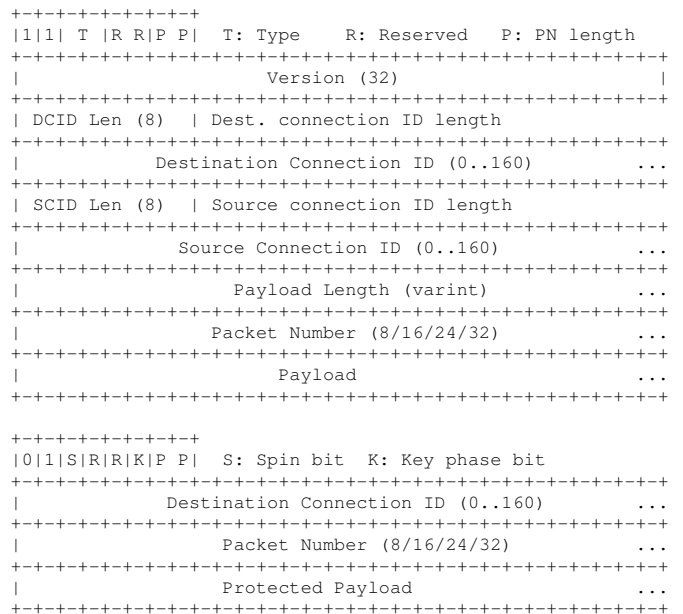 +-+-+-+-+-+-+-+-+
|1|1| T |R R|P P|  T: Type    R: Reserved   P: PN length
+-+-+-+-+-+-+-+-+-+-+-+-+-+-+-+-+-+-+-+-+-+-+-+-+-+-+-+-+-+
|                       Version (32)                        |
+-+-+-+-+-+-+-+-+-+-+-+-+-+-+-+-+-+-+-+-+-+-+-+-+-+-+-+-+-+
| DCID Len (8)  | Dest. connection ID length
+-+-+-+-+-+-+-+-+-+-+-+-+-+-+-+-+-+-+-+-+-+-+-+-+-+-+-+-+-+
|             Destination Connection ID (0..160)          ...
+-+-+-+-+-+-+-+-+-+-+-+-+-+-+-+-+-+-+-+-+-+-+-+-+-+-+-+-+-+
| SCID Len (8)  | Source connection ID length
+-+-+-+-+-+-+-+-+-+-+-+-+-+-+-+-+-+-+-+-+-+-+-+-+-+-+-+-+-+
|               Source Connection ID (0..160)             ...
+-+-+-+-+-+-+-+-+-+-+-+-+-+-+-+-+-+-+-+-+-+-+-+-+-+-+-+-+-+
|                    Payload Length (varint)              ...
+-+-+-+-+-+-+-+-+-+-+-+-+-+-+-+-+-+-+-+-+-+-+-+-+-+-+-+-+-+
|                  Packet Number (8/16/24/32)             ...
+-+-+-+-+-+-+-+-+-+-+-+-+-+-+-+-+-+-+-+-+-+-+-+-+-+-+-+-+-+
|                        Payload                          ...
+-+-+-+-+-+-+-+-+-+-+-+-+-+-+-+-+-+-+-+-+-+-+-+-+-+-+-+-+-+
+-+-+-+-+-+-+-+-+
|0|1|S|R|R|K|P P|  S: Spin bit  K: Key phase bit
+-+-+-+-+-+-+-+-+-+-+-+-+-+-+-+-+-+-+-+-+-+-+-+-+-+-+-+-+-+
|              Destination Connection ID (0..160)         ...
+-+-+-+-+-+-+-+-+-+-+-+-+-+-+-+-+-+-+-+-+-+-+-+-+-+-+-+-+-+
|                   Packet Number (8/16/24/32)            ...
+-+-+-+-+-+-+-+-+-+-+-+-+-+-+-+-+-+-+-+-+-+-+-+-+-+-+-+-+-+
|                   Protected Payload                     ...
+-+-+-+-+-+-+-+-+-+-+-+-+-+-+-+-+-+-+-+-+-+-+-+-+-+-+-+-+-+